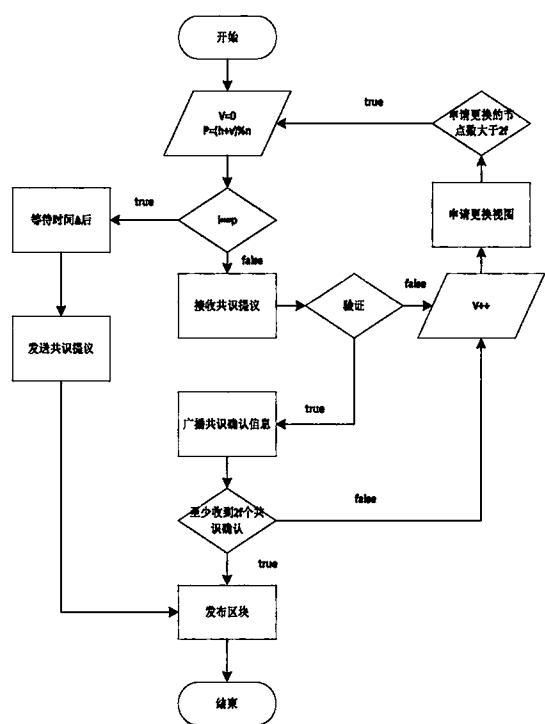 开始
V=0
P=(h+v)%n
true
申请更换的节
点数大于2f
true
等待时间Δ后
i==p
申请更换视图
false
接收共识提议
验证
false
V++
发送共识提议
true
广播共识确认信息
false
至少收到2f个共
识确认
true
发布区块
结束